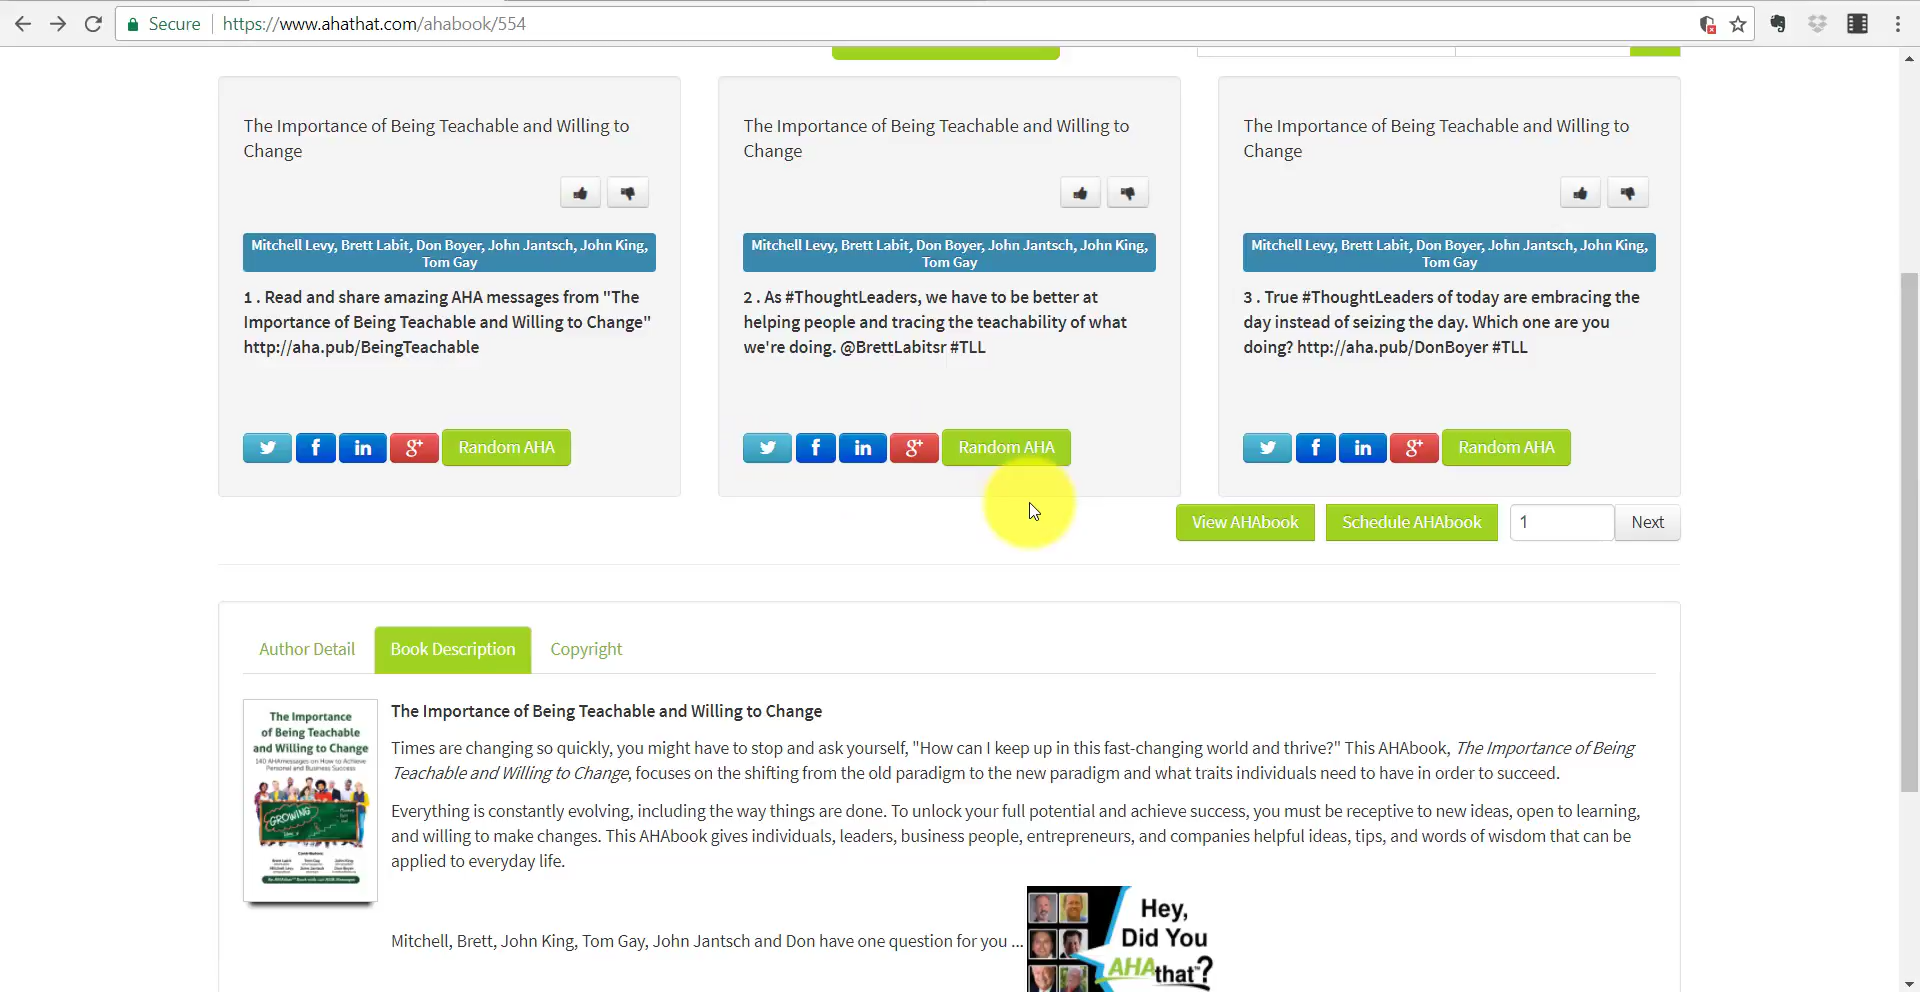 Secure https://www.ahathat.com/ahabook/554
The Importance of Being Teachable and Willing to
Change
Mitchell Levy, Brett Labit, Don Boyer, John Jantsch, John King,
Tom Gay
1 . Read and share amazing AHA messages from "The
Importance of Being Teachable and Willing to Change"
http://aha.pub/BeingTeachable
Random AHA
The Importance of Being Teachable and Willing to
Change
Mitchell Levy, Brett Labit, Don Boyer, John Jantsch, John King,
Tom Gay
2 . As #ThoughtLeaders, we have to be better at
helping people and tracing the teachability of what
we're doing. @BrettLabitsr #TLL
Random AHA
The Importance of Being Teachable and Willing to
Change
Mitchell Levy, Brett Labit, Don Boyer, John Jantsch, John King,
Tom Gay
3 . True #ThoughtLeaders of today are embracing the
day instead of seizing the day. Which one are you
doing? http://aha.pub/DonBoyer #TLL
Random AHA
View AHAbook Schedule AHAbook 1 Next
Author Detail Book Description Copyright
The Importance
of Being Teachable
and Willing to Change
140 AHAmessages on How to Achieve
Personal and Business Success
GROWING
The Importance of Being Teachable and Willing to Change
Times are changing so quickly, you might have to stop and ask yourself, "How can I keep up in this fast-changing world and thrive?" This AHAbook, The Importance of Being
Teachable and Willing to Change, focuses on the shifting from the old paradigm to the new paradigm and what traits individuals need to have in order to succeed.
Everything is constantly evolving, including the way things are done. To unlock your full potential and achieve success, you must be receptive to new ideas, open to learning,
and willing to make changes. This AHAbook gives individuals, leaders, business people, entrepreneurs, and companies helpful ideas, tips, and words of wisdom that can be
applied to everyday life.
Mitchell, Brett, John King, Tom Gay, John Jantsch and Don have one question for you ...
Hey,
Did You
AHAthat™?